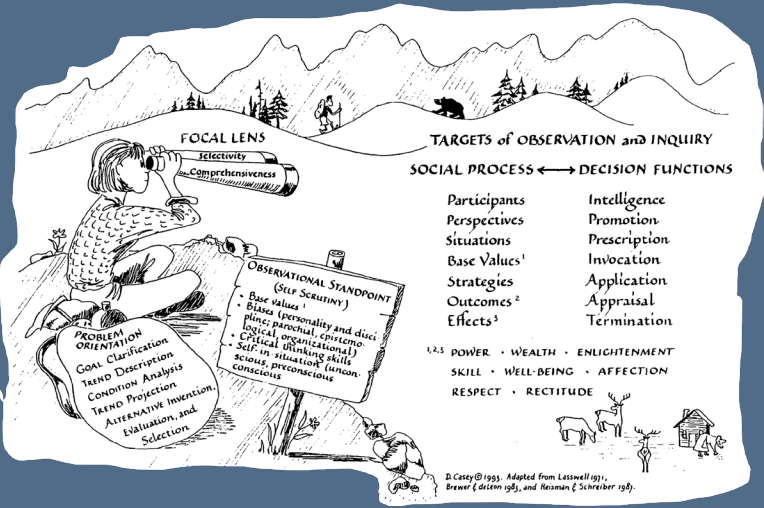 FOCAL LENS
Selectivity
Comprehensiveness
TARGETS of OBSERVATION and INQUIRY
SOCIAL PROCESS ⟷ DECISION FUNCTIONS
Participants Intelligence
Perspectives Promotion
Situations Prescription
Base Values¹ Invocation
Strategies Application
Outcomes² Appraisal
Effects³ Termination
1,2,3 POWER · WEALTH · ENLIGHTENMENT
SKILL · WELL-BEING · AFFECTION
RESPECT · RECTITUDE
OBSERVATIONAL STANDPOINT
(SELF SCRUTINY)
• Base values¹
• Biases (personality and disci
pline; parochial, epistemo-
logical, organizational)
• Critical thinking skills
• Self-in-situation (uncon-
scious, preconscious
conscious
PROBLEM
ORIENTATION
GOAL Clarification
TREND Description
CONDITION Analysis
TREND Projection
ALTERNATIVE Invention,
Evaluation, and
Selection
D. Casey © 1993. Adapted from Lasswell 1971,
Brewer & deLeon 1983, and Reisman & Schreiber 1987.